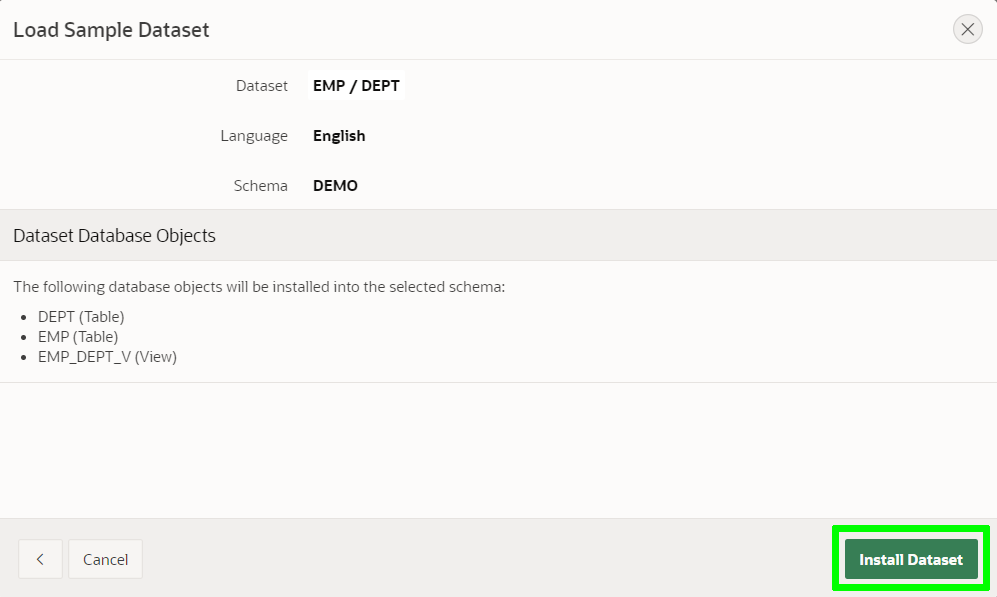 Load Sample Dataset
Dataset EMP / DEPT
Language English
Schema DEMO
Dataset Database Objects
The following database objects will be installed into the selected schema:
• DEPT (Table)
• EMP (Table)
• EMP_DEPT_V (View)
Cancel Install Dataset